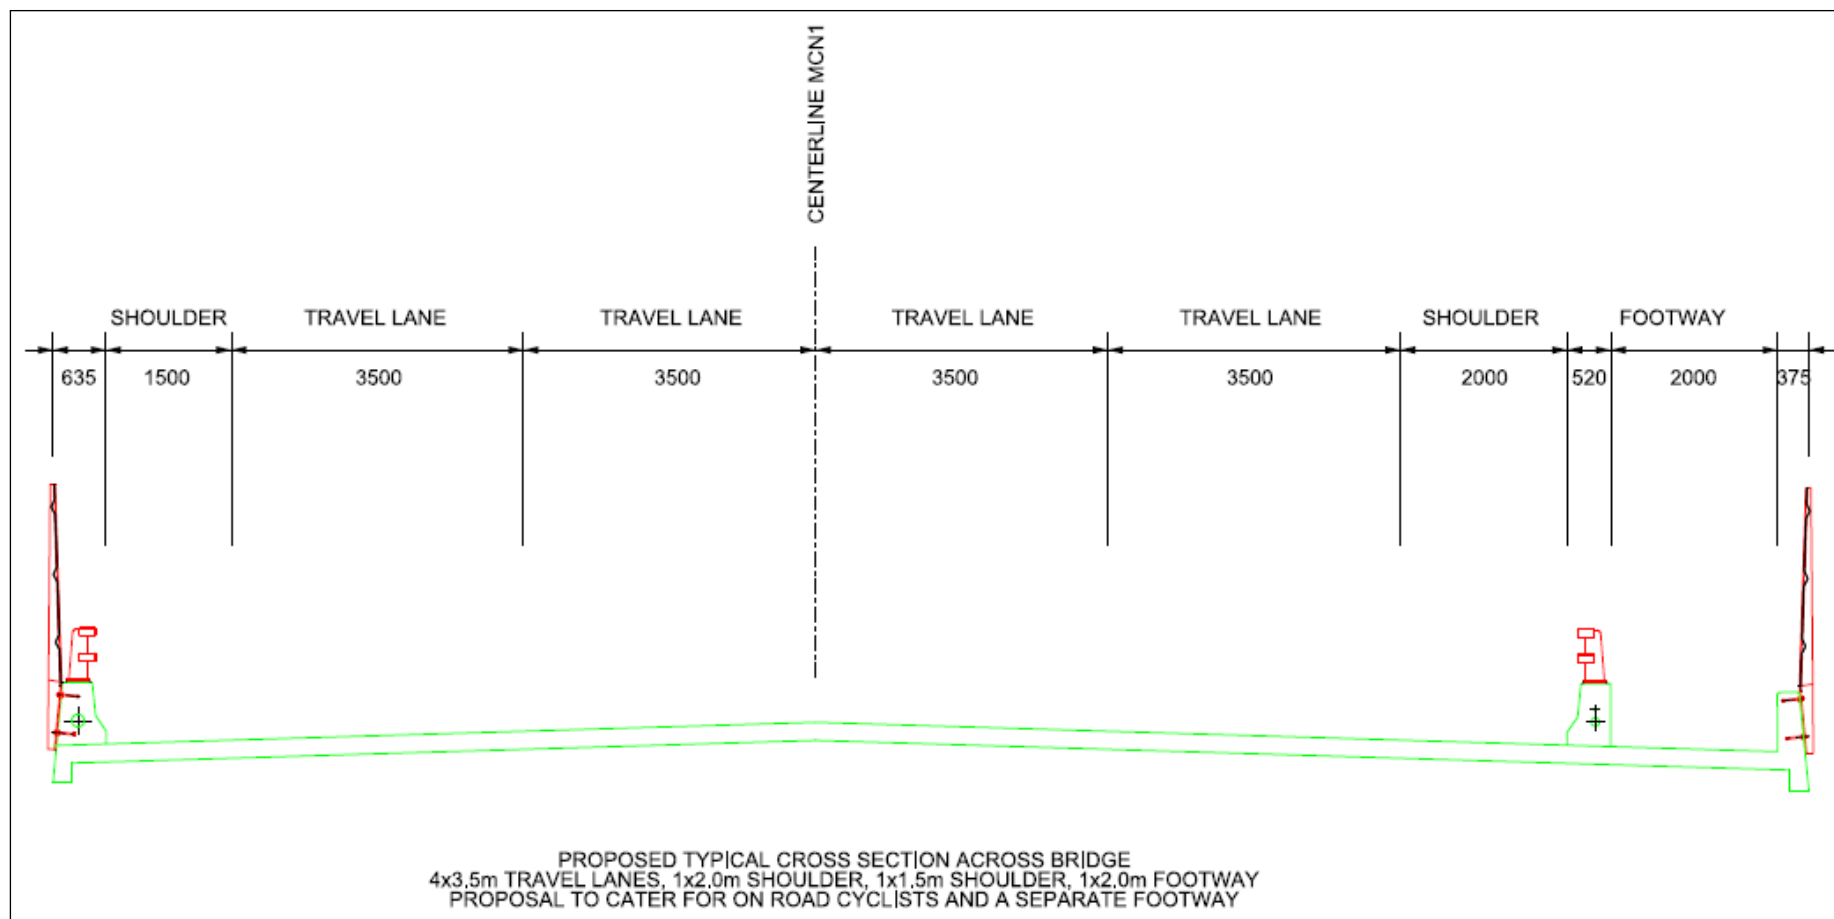 CENTERLINE MCN1
SHOULDER TRAVEL LANE TRAVEL LANE TRAVEL LANE TRAVEL LANE SHOULDER FOOTWAY
635 1500 3500 3500 3500 3500 2000 520 2000 375
PROPOSED TYPICAL CROSS SECTION ACROSS BRIDGE
4x3.5m TRAVEL LANES, 1x2.0m SHOULDER, 1x1.5m SHOULDER, 1x2.0m FOOTWAY
PROPOSAL TO CATER FOR ON ROAD CYCLISTS AND A SEPARATE FOOTWAY